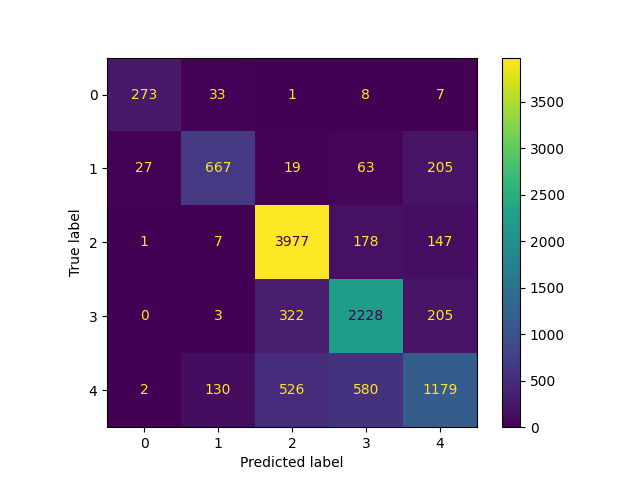 0 273 33 1 8 7
1 27 667 19 63 205
2 1 7 3977 178 147
3 0 3 322 2228 205
4 2 130 526 580 1179
0 1 2 3 4
Predicted label
True label
3500
3000
2500
2000
1500
1000
500
0